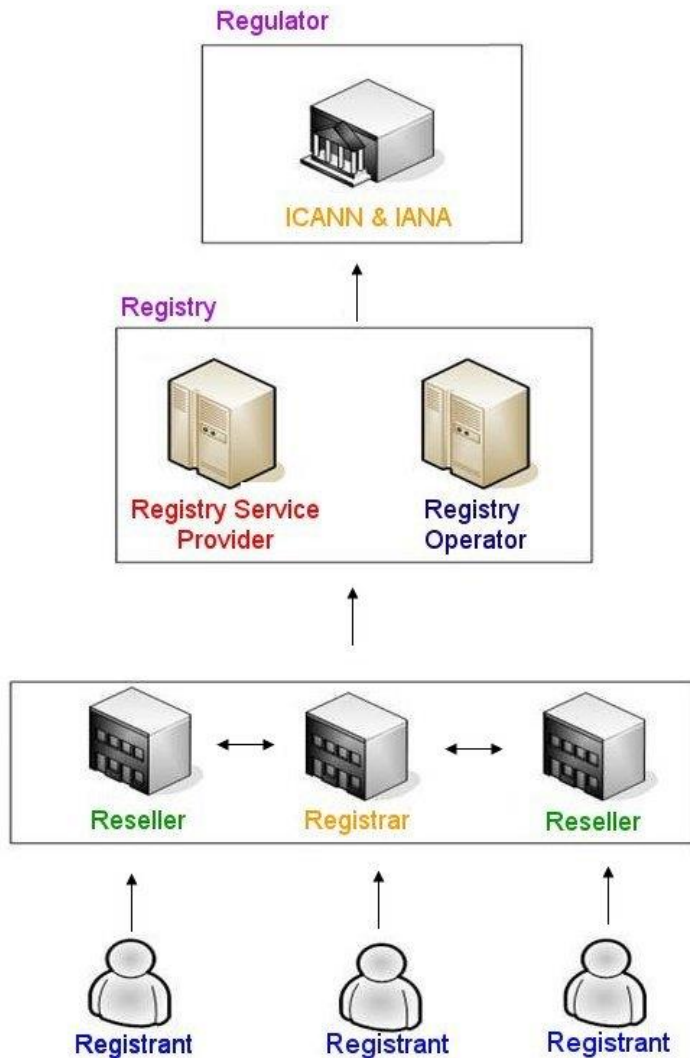 Regulator
ICANN & IANA
Registry
Registry Service
Provider
Registry
Operator
Reseller
Registrar
Reseller
Registrant
Registrant
Registrant